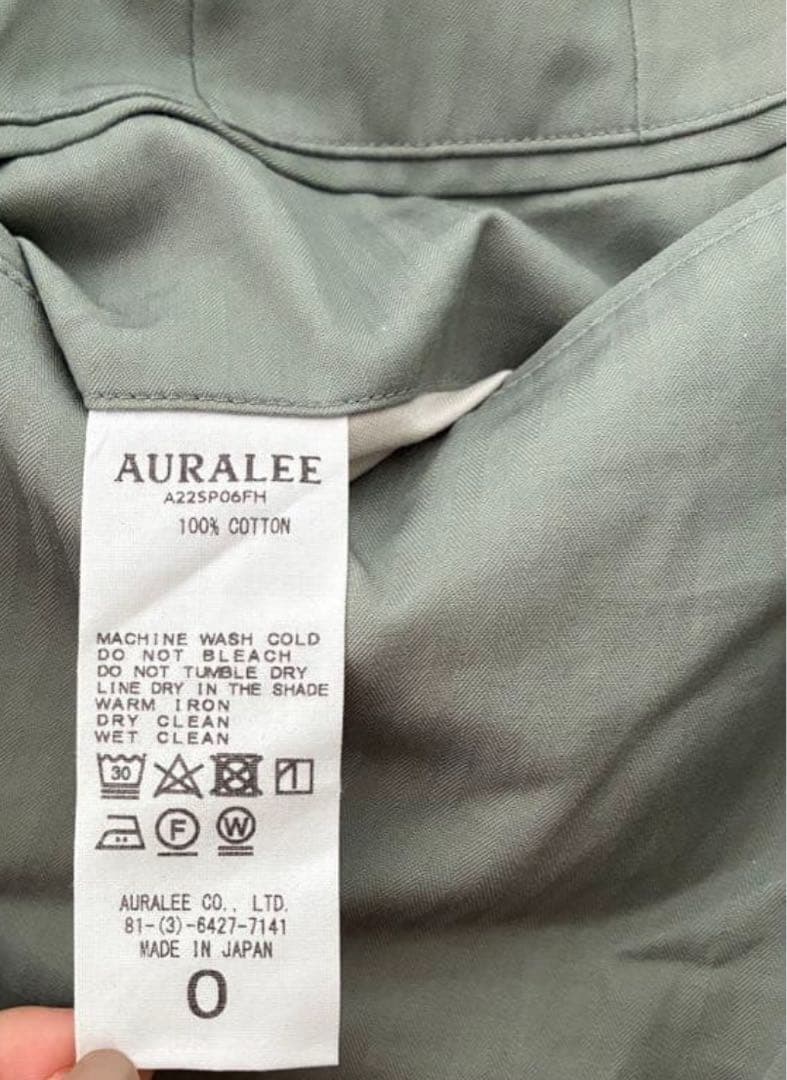 AURALEE
A22SP06FH
100% COTTON
MACHINE WASH COLD
DO NOT BLEACH
DO NOT TUMBLE DRY
LINE DRY IN THE SHADE
WARM IRON
DRY CLEAN
WET CLEAN
30
F W
AURALEE CO., LTD.
81-(3)-6427-7141
MADE IN JAPAN
0